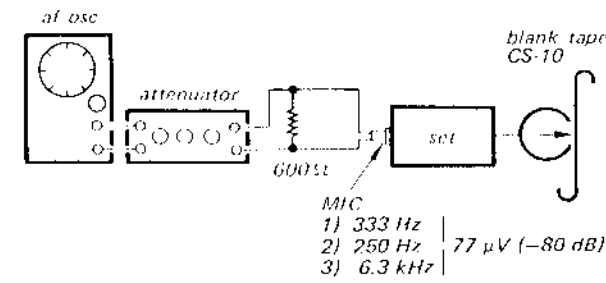 af osc
blank tape
CS-10
attenuator
set
600Ω
MIC
1) 333 Hz
2) 250 Hz
3) 6.3 kHz
77 μV (−80 dB)